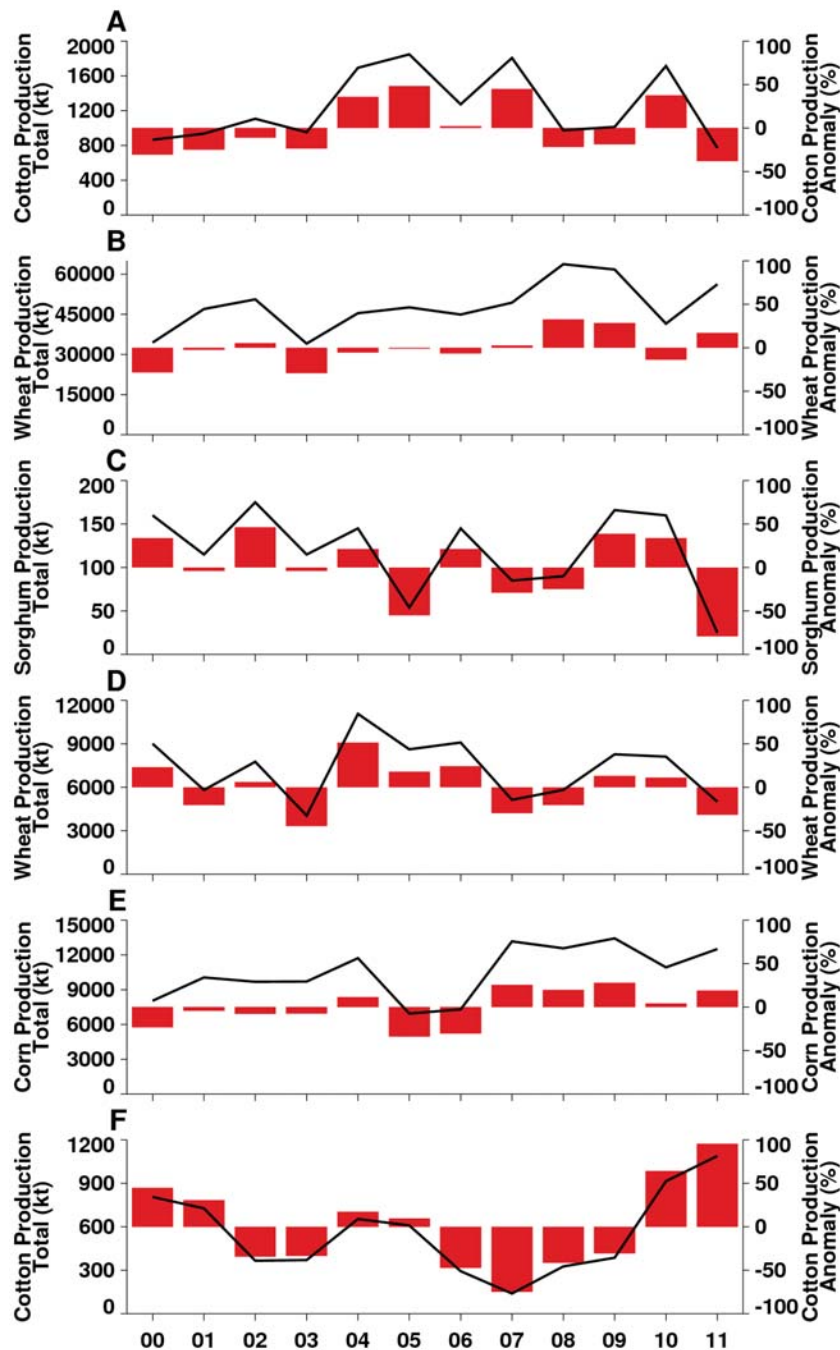 A
Cotton Production
Total (kt)
2000
1600
1200
800
400
0
100
50
0
-50
-100
Cotton Production
Anomaly (%)
B
Wheat Production
Total (kt)
60000
45000
30000
15000
0
100
50
0
-50
-100
Wheat Production
Anomaly (%)
C
Sorghum Production
Total (kt)
200
150
100
50
0
100
50
0
-50
-100
Sorghum Production
Anomaly (%)
D
Wheat Production
Total (kt)
12000
9000
6000
3000
0
100
50
0
-50
-100
Wheat Production
Anomaly (%)
E
Corn Production
Total (kt)
15000
12000
9000
6000
3000
0
100
50
0
-50
-100
Corn Production
Anomaly (%)
F
Cotton Production
Total (kt)
1200
900
600
300
0
100
50
0
-50
-100
Cotton Production
Anomaly (%)
00 01 02 03 04 05 06 07 08 09 10 11